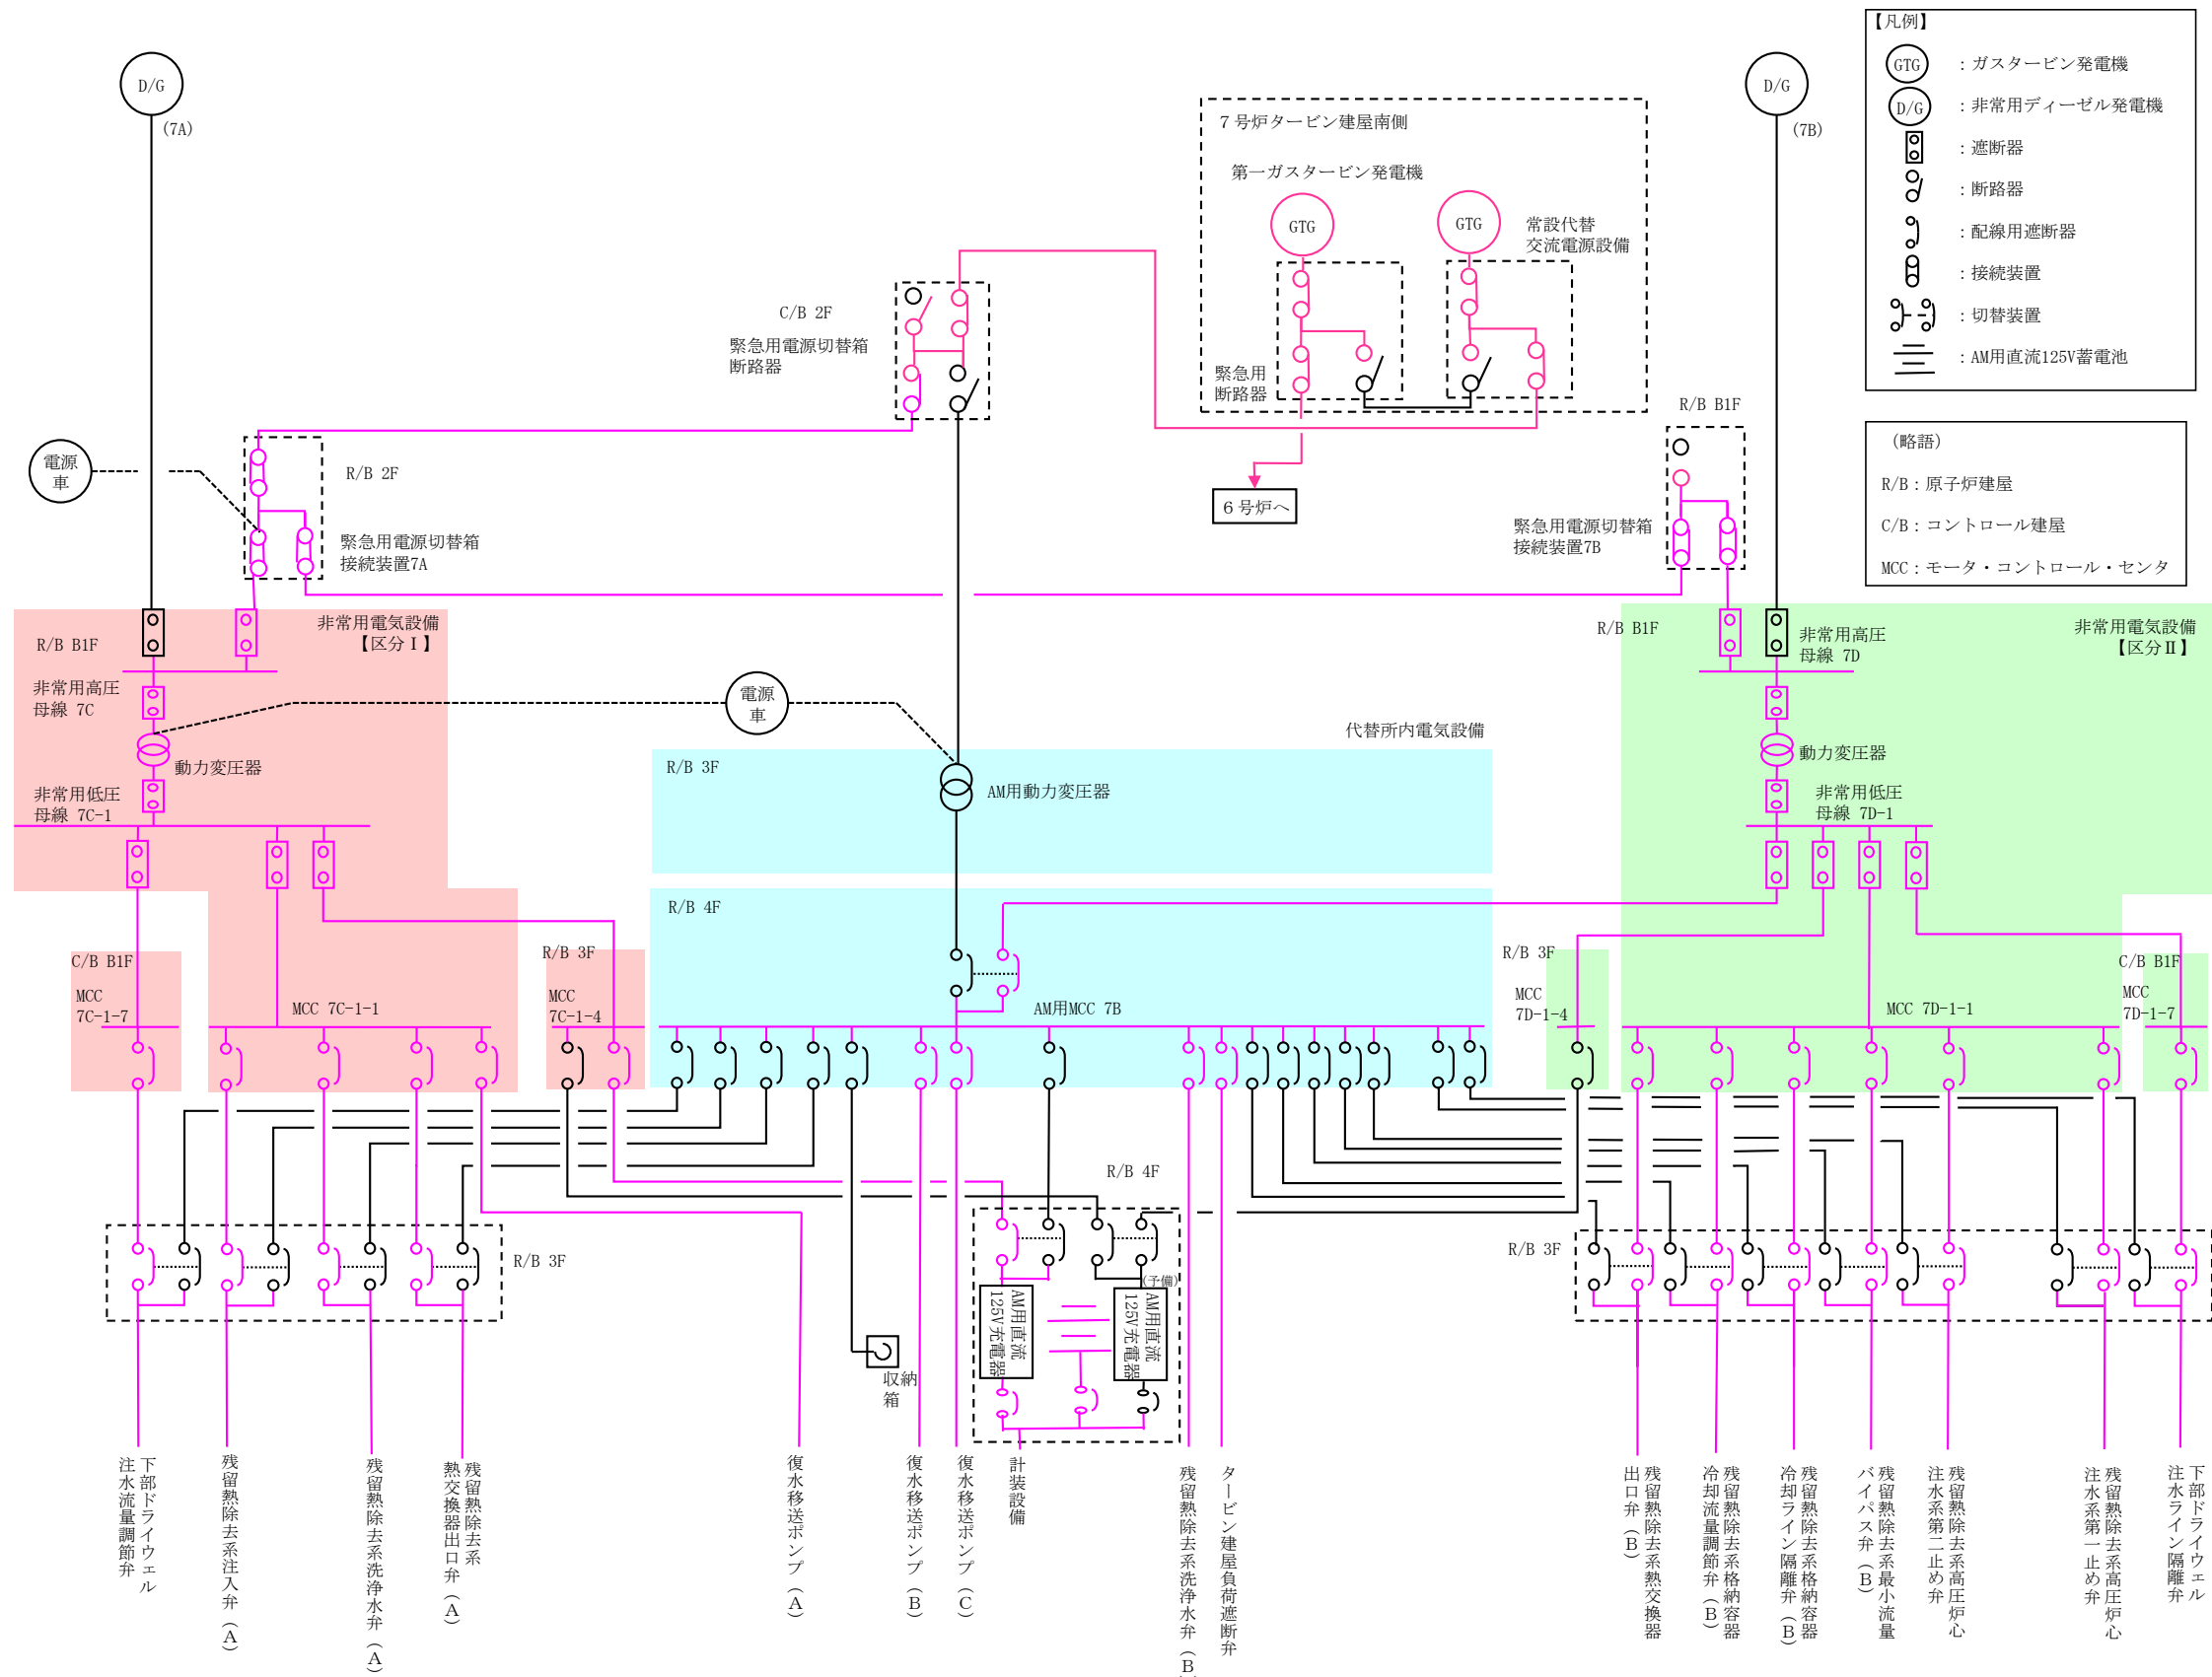 D/G
(7A)
電源
車
R/B 2F
緊急用電源切替箱
接続装置7A
C/B 2F
緊急用電源切替箱
断路器
７号炉タービン建屋南側
第一ガスタービン発電機
GTG
GTG
常設代替
交流電源設備
緊急用
断路器
６号炉へ
D/G
(7B)
R/B B1F
緊急用電源切替箱
接続装置7B
【凡例】
GTG
：ガスタービン発電機
D/G
：非常用ディーゼル発電機
：遮断器
：断路器
：配線用遮断器
：接続装置
：切替装置
：AM用直流125V蓄電池
（略語）
R/B：原子炉建屋
C/B：コントロール建屋
MCC：モータ・コントロール・センタ
非常用電気設備
【区分Ⅰ】
R/B B1F
非常用高圧
母線 7C
動力変圧器
非常用低圧
母線 7C-1
電源
車
代替所内電気設備
R/B 3F
AM用動力変圧器
R/B 4F
AM用MCC 7B
R/B B1F
非常用高圧
母線 7D
非常用電気設備
【区分Ⅱ】
動力変圧器
非常用低圧
母線 7D-1
C/B B1F
MCC
7C-1-7
MCC 7C-1-1
R/B 3F
MCC
7C-1-4
R/B 3F
MCC
7D-1-4
MCC 7D-1-1
C/B B1F
MCC
7D-1-7
R/B 3F
R/B 4F
(予備)
AM用直流
125V充電器
AM用直流
125V充電器
収納
箱
R/B 3F
下部ドライウェル
注水流量調節弁
残留熱除去系注入弁（Ａ）
残留熱除去系洗浄水弁（Ａ）
残留熱除去系
熱交換器出口弁（Ａ）
復水移送ポンプ（Ａ）
復水移送ポンプ（Ｂ）
復水移送ポンプ（Ｃ）
計装設備
残留熱除去系洗浄水弁（Ｂ
タービン建屋負荷遮断弁
残留熱除去系熱交換器
出口弁（Ｂ）
残留熱除去系格納容器
冷却流量調節弁（Ｂ）
残留熱除去系格納容器
冷却ライン隔離弁（Ｂ）
残留熱除去系最小流量
バイパス弁（Ｂ）
残留熱除去系高圧炉心
注水系第二止め弁
残留熱除去系高圧炉心
注水系第一止め弁
下部ドライウェル
注水ライン隔離弁